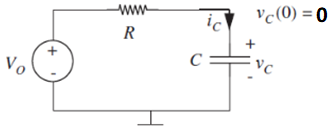 R
i_C
v_C(0) = 0
V_O
+
-
C
+
v_C
-